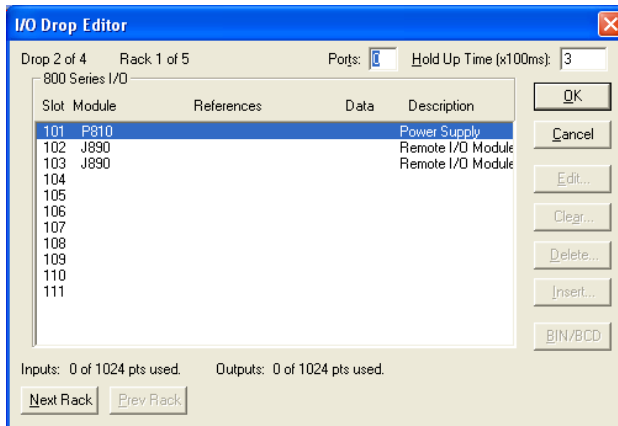 I/O Drop Editor
Drop 2 of 4 Rack 1 of 5 Ports: 0 Hold Up Time (x100ms): 3
800 Series I/O
Slot Module References Data Description
101 P810 Power Supply
102 J890 Remote I/O Module
103 J890 Remote I/O Module
104
105
106
107
108
109
110
111
OK
Cancel
Edit...
Clear...
Delete...
Insert...
BIN/BCD
Inputs: 0 of 1024 pts used. Outputs: 0 of 1024 pts used.
Next Rack Prev Rack